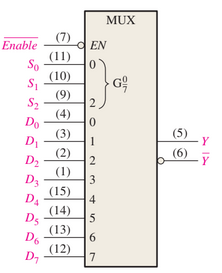 MUX
(7)
Enable EN
(11)
S0 0
(10)
S1 G 0/7
(9)
S2 2
(4)
D0 0
(3) (5)
D1 1 Y
(2) (6)
D2 2 Y̅
(1)
D3 3
(15)
D4 4
(14)
D5 5
(13)
D6 6
(12)
D7 7